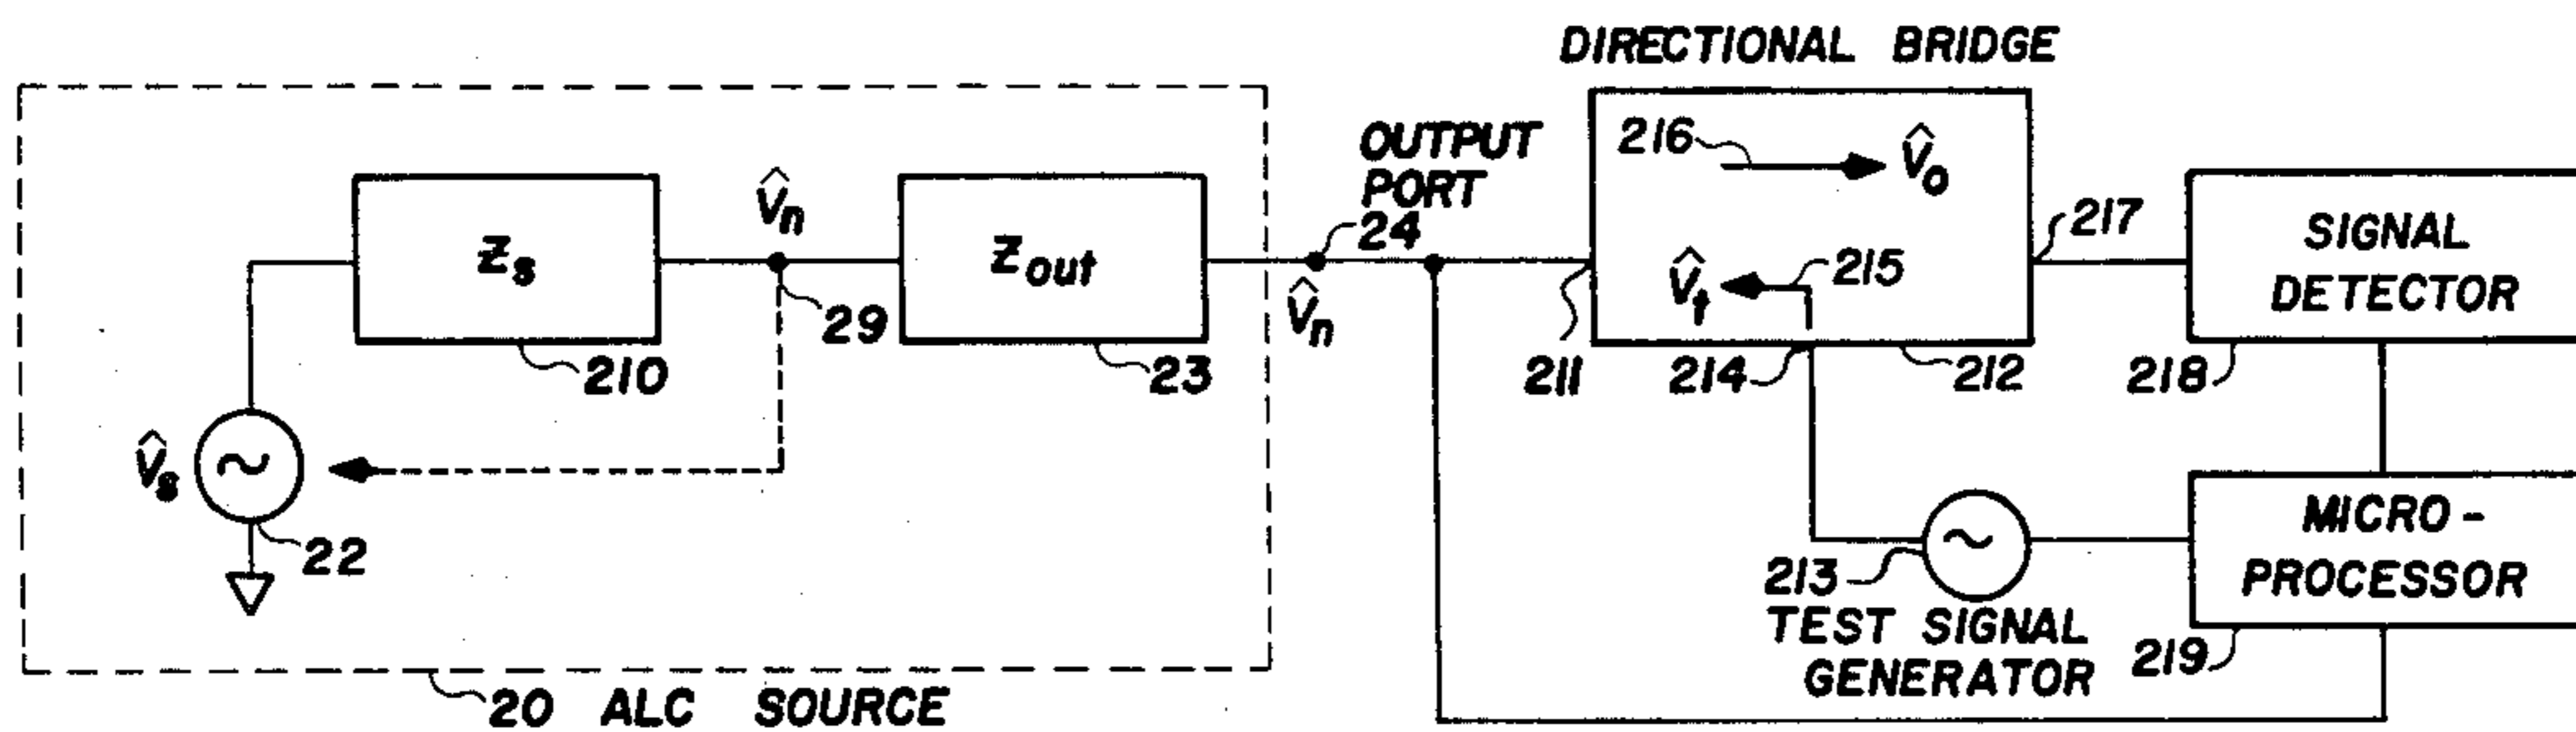 DIRECTIONAL BRIDGE
OUTPUT
PORT
24
216
V̂o
217
SIGNAL
DETECTOR
Zs
V̂n
Zout
V̂n
V̂t
215
29
210
23
211
214
212
218
V̂s
22
213
TEST SIGNAL
GENERATOR
MICRO-
PROCESSOR
219
20 ALC SOURCE